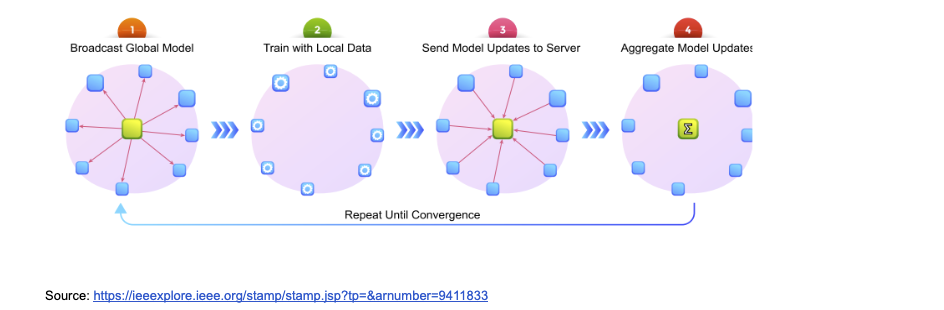 1
Broadcast Global Model
2
Train with Local Data
3
Send Model Updates to Server
4
Aggregate Model Updates
Σ
Repeat Until Convergence
Source: https://ieeexplore.ieee.org/stamp/stamp.jsp?tp=&arnumber=9411833